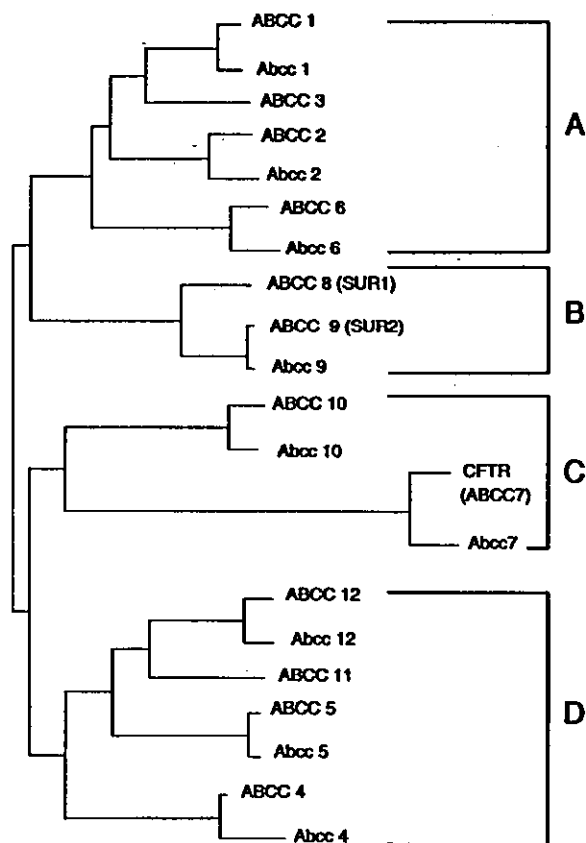 ABCC 1
Abcc 1
ABCC 3
ABCC 2
Abcc 2
ABCC 6
Abcc 6
A
ABCC 8 (SUR1)
ABCC 9 (SUR2)
Abcc 9
B
ABCC 10
Abcc 10
CFTR
(ABCC7)
Abcc7
C
ABCC 12
Abcc 12
ABCC 11
ABCC 5
Abcc 5
ABCC 4
Abcc 4
D